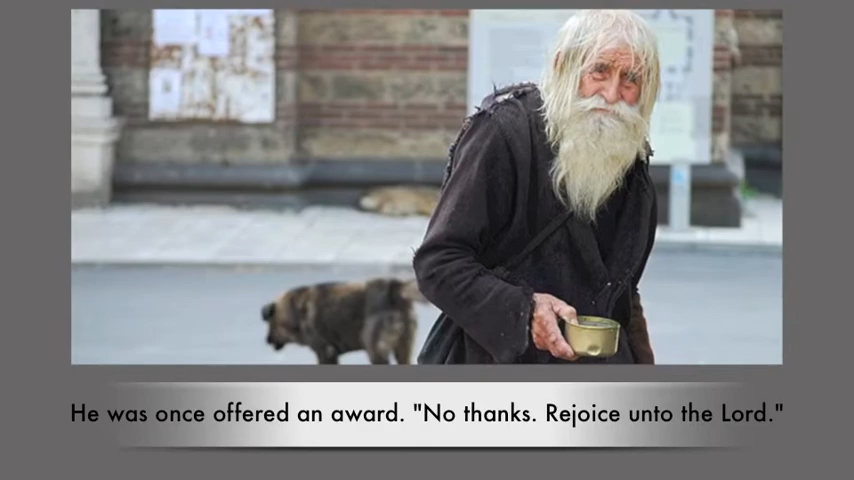 He was once offered an award. "No thanks. Rejoice unto the Lord."